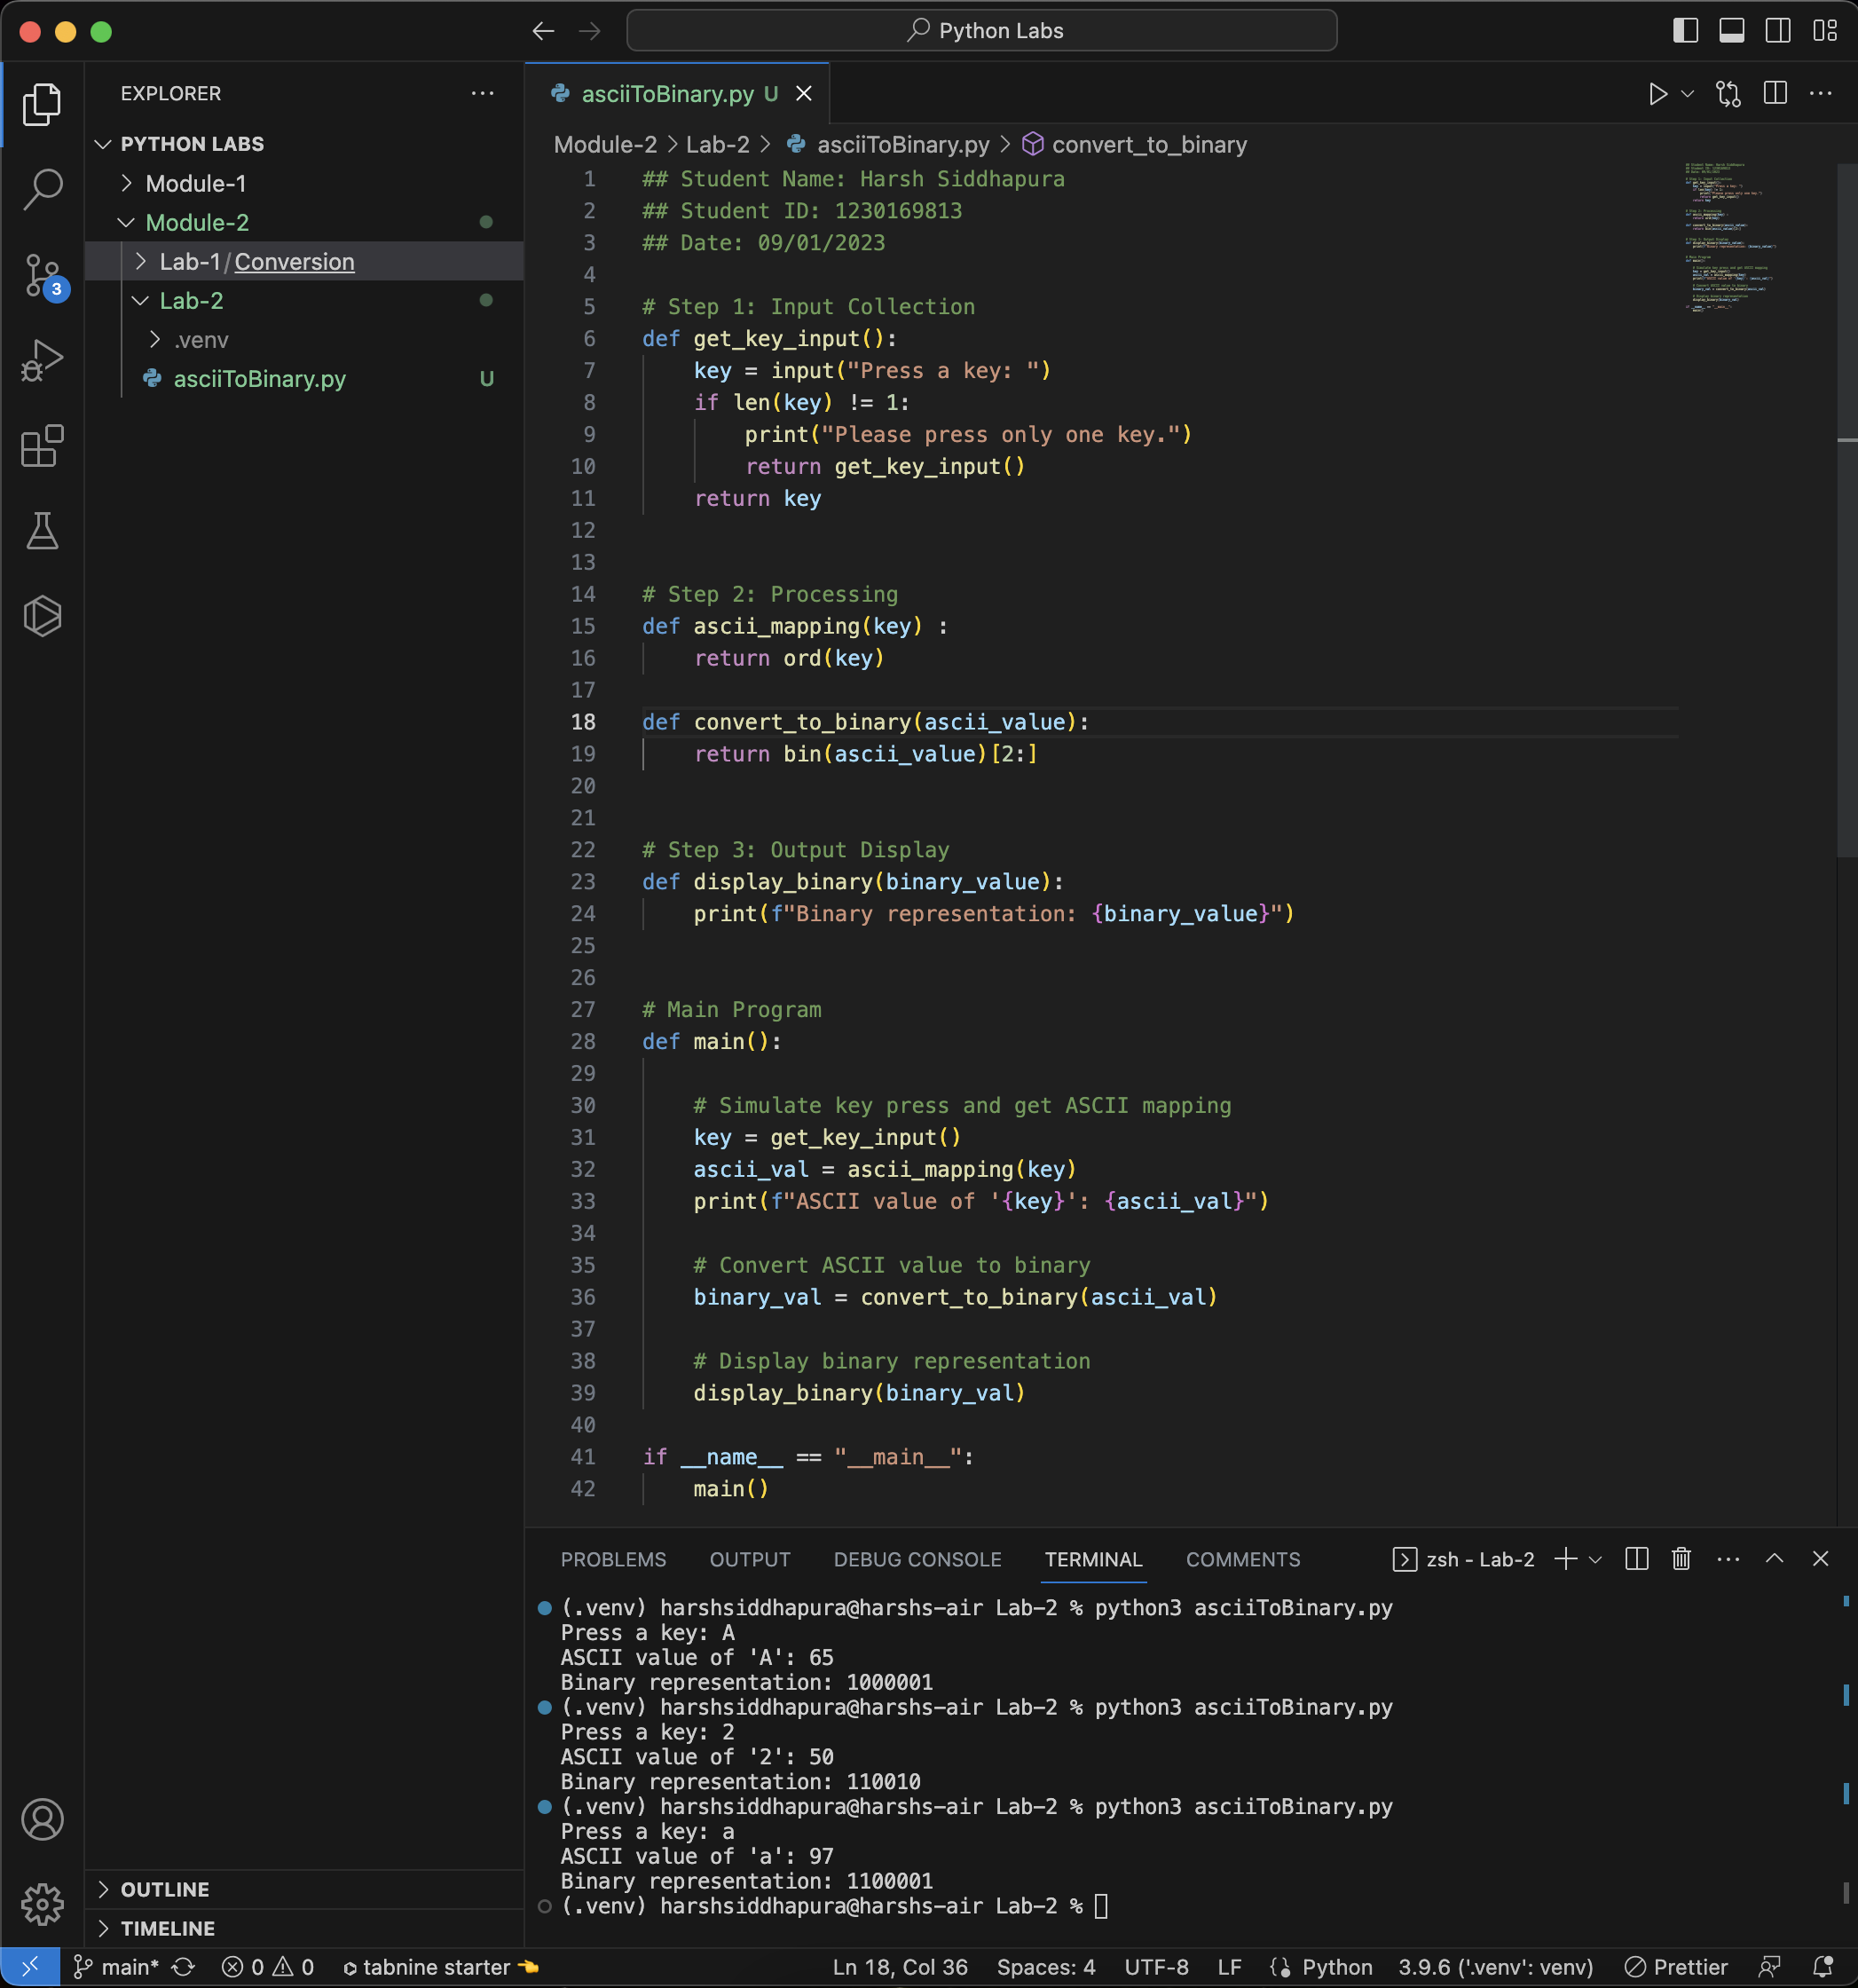 Python Labs
EXPLORER
PYTHON LABS
Module-1
Module-2
Lab-1/Conversion
Lab-2
.venv
asciiToBinary.py U
OUTLINE
TIMELINE
3
asciiToBinary.py U
Module-2 > Lab-2 > asciiToBinary.py > convert_to_binary
1 ## Student Name: Harsh Siddhapura
2 ## Student ID: 1230169813
3 ## Date: 09/01/2023
4
5 # Step 1: Input Collection
6 def get_key_input():
7     key = input("Press a key: ")
8     if len(key) != 1:
9         print("Please press only one key.")
10         return get_key_input()
11     return key
12
13
14 # Step 2: Processing
15 def ascii_mapping(key) :
16     return ord(key)
17
18 def convert_to_binary(ascii_value):
19     return bin(ascii_value)[2:]
20
21
22 # Step 3: Output Display
23 def display_binary(binary_value):
24     print(f"Binary representation: {binary_value}")
25
26
27 # Main Program
28 def main():
29
30     # Simulate key press and get ASCII mapping
31     key = get_key_input()
32     ascii_val = ascii_mapping(key)
33     print(f"ASCII value of '{key}': {ascii_val}")
34
35     # Convert ASCII value to binary
36     binary_val = convert_to_binary(ascii_val)
37
38     # Display binary representation
39     display_binary(binary_val)
40
41 if __name__ == "__main__":
42     main()
PROBLEMS OUTPUT DEBUG CONSOLE TERMINAL COMMENTS zsh - Lab-2
(.venv) harshsiddhapura@harshs-air Lab-2 % python3 asciiToBinary.py
Press a key: A
ASCII value of 'A': 65
Binary representation: 1000001
(.venv) harshsiddhapura@harshs-air Lab-2 % python3 asciiToBinary.py
Press a key: 2
ASCII value of '2': 50
Binary representation: 110010
(.venv) harshsiddhapura@harshs-air Lab-2 % python3 asciiToBinary.py
Press a key: a
ASCII value of 'a': 97
Binary representation: 1100001
(.venv) harshsiddhapura@harshs-air Lab-2 %
main* 0 0 tabnine starter Ln 18, Col 36 Spaces: 4 UTF-8 LF Python 3.9.6 ('.venv': venv) Prettier